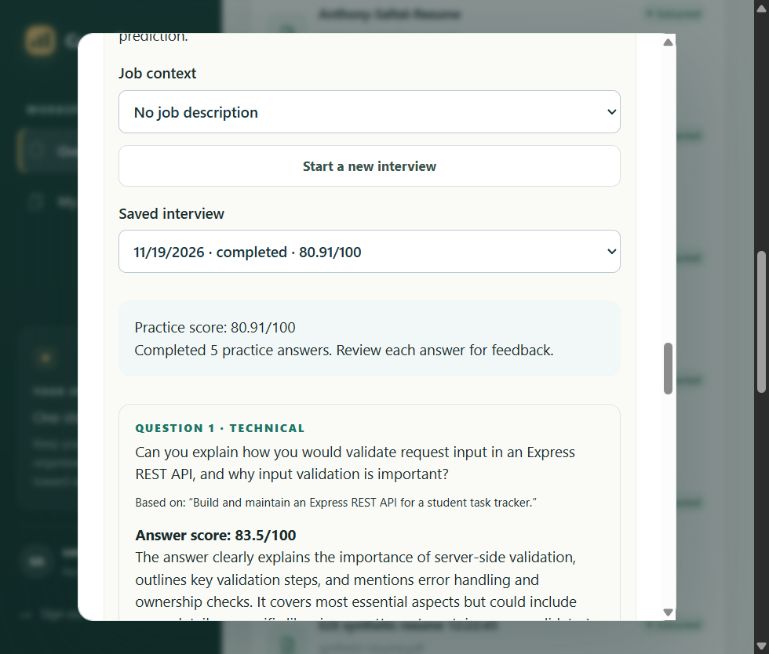 Anthony Gallet-Resume
prediction.
Job context
No job description
Start a new interview
Saved interview
11/19/2026 · completed · 80.91/100
Practice score: 80.91/100
Completed 5 practice answers. Review each answer for feedback.
QUESTION 1 · TECHNICAL
Can you explain how you would validate request input in an Express
REST API, and why input validation is important?
Based on: “Build and maintain an Express REST API for a student task tracker.”
Answer score: 83.5/100
The answer clearly explains the importance of server-side validation,
outlines key validation steps, and mentions error handling and
ownership checks. It covers most essential aspects but could include